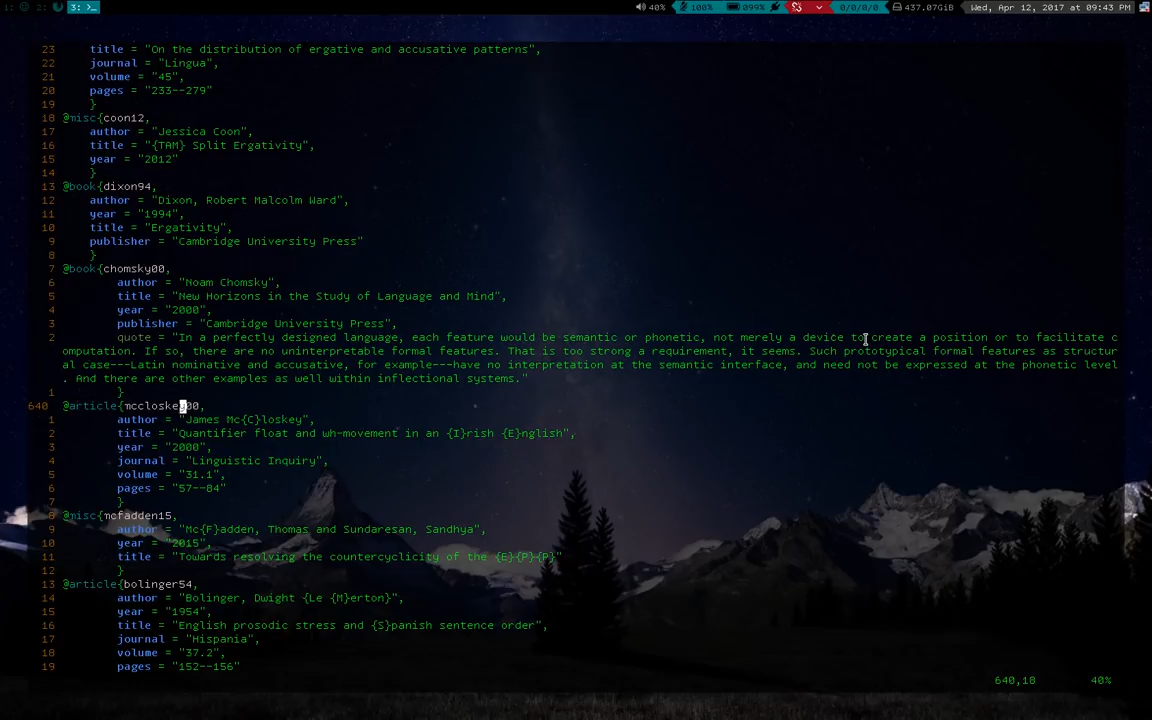 1: 2: 3: >_ 40% 100% 099% 0/0/0/0 437.07GiB Wed, Apr 12, 2017 at 09:43 PM
23 title = "On the distribution of ergative and accusative patterns",
22 journal = "Lingua",
21 volume = "45",
20 pages = "233--279"
19 }
18 @misc{coon12,
17 author = "Jessica Coon",
16 title = "{TAM} Split Ergativity",
15 year = "2012"
14 }
13 @book{dixon94,
12 author = "Dixon, Robert Malcolm Ward",
11 year = "1994",
10 title = "Ergativity",
9 publisher = "Cambridge University Press"
8 }
7 @book{chomsky00,
6 author = "Noam Chomsky",
5 title = "New Horizons in the Study of Language and Mind",
4 year = "2000",
3 publisher = "Cambridge University Press",
2 quote = "In a perfectly designed language, each feature would be semantic or phonetic, not merely a device to create a position or to facilitate c
omputation. If so, there are no uninterpretable formal features. That is too strong a requirement, it seems. Such prototypical formal features as structur
al case---Latin nominative and accusative, for example---have no interpretation at the semantic interface, and need not be expressed at the phonetic level
. And there are other examples as well within inflectional systems."
1 }
640 @article{mccloskey00,
1 author = "James Mc{C}loskey",
2 title = "Quantifier float and wh-movement in an {I}rish {E}nglish",
3 year = "2000",
4 journal = "Linguistic Inquiry",
5 volume = "31.1",
6 pages = "57--84"
7 }
8 @misc{mcfadden15,
9 author = "Mc{F}adden, Thomas and Sundaresan, Sandhya",
10 year = "2015",
11 title = "Towards resolving the countercyclicity of the {E}{P}{P}"
12 }
13 @article{bolinger54,
14 author = "Bolinger, Dwight {Le {M}erton}",
15 year = "1954",
16 title = "English prosodic stress and {S}panish sentence order",
17 journal = "Hispania",
18 volume = "37.2",
19 pages = "152--156"
640,18 40%